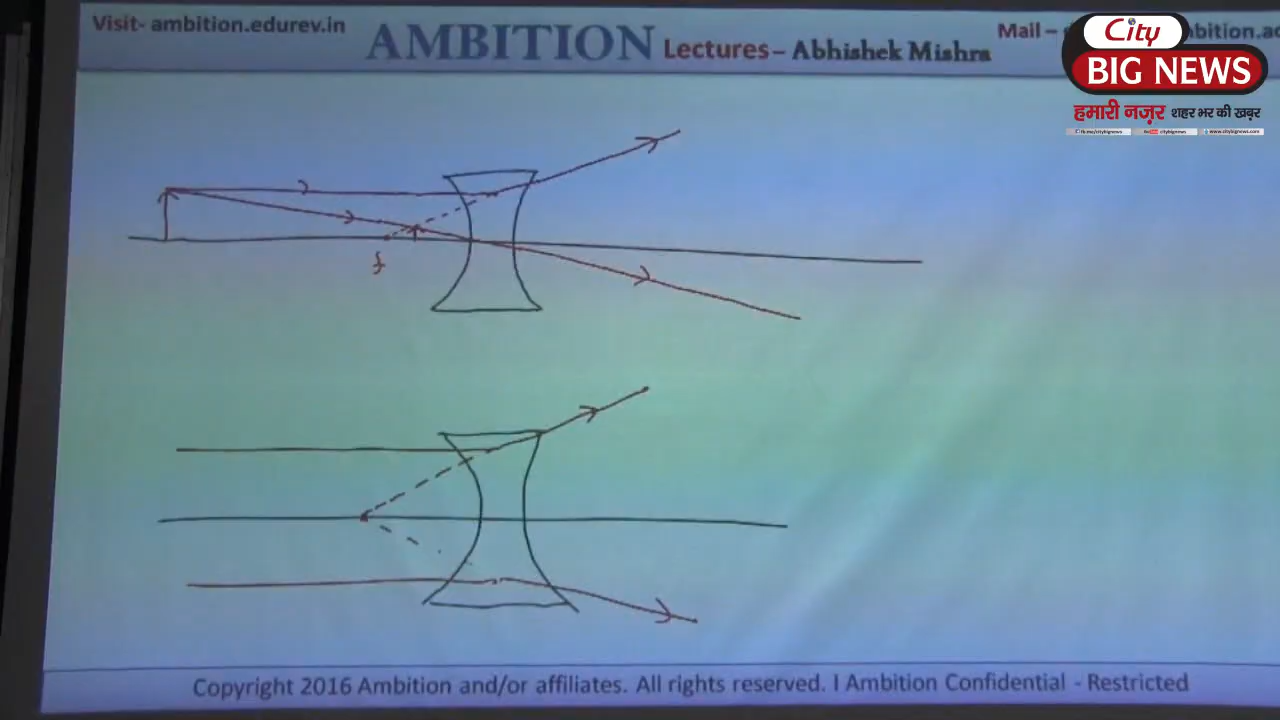 Visit- ambition.edurev.in
AMBITION Lectures – Abhishek Mishra
Mail –
City
BIG NEWS
हमारी नज़र शहर भर की ख़बर
f
Copyright 2016 Ambition and/or affiliates. All rights reserved. I Ambition Confidential - Restricted